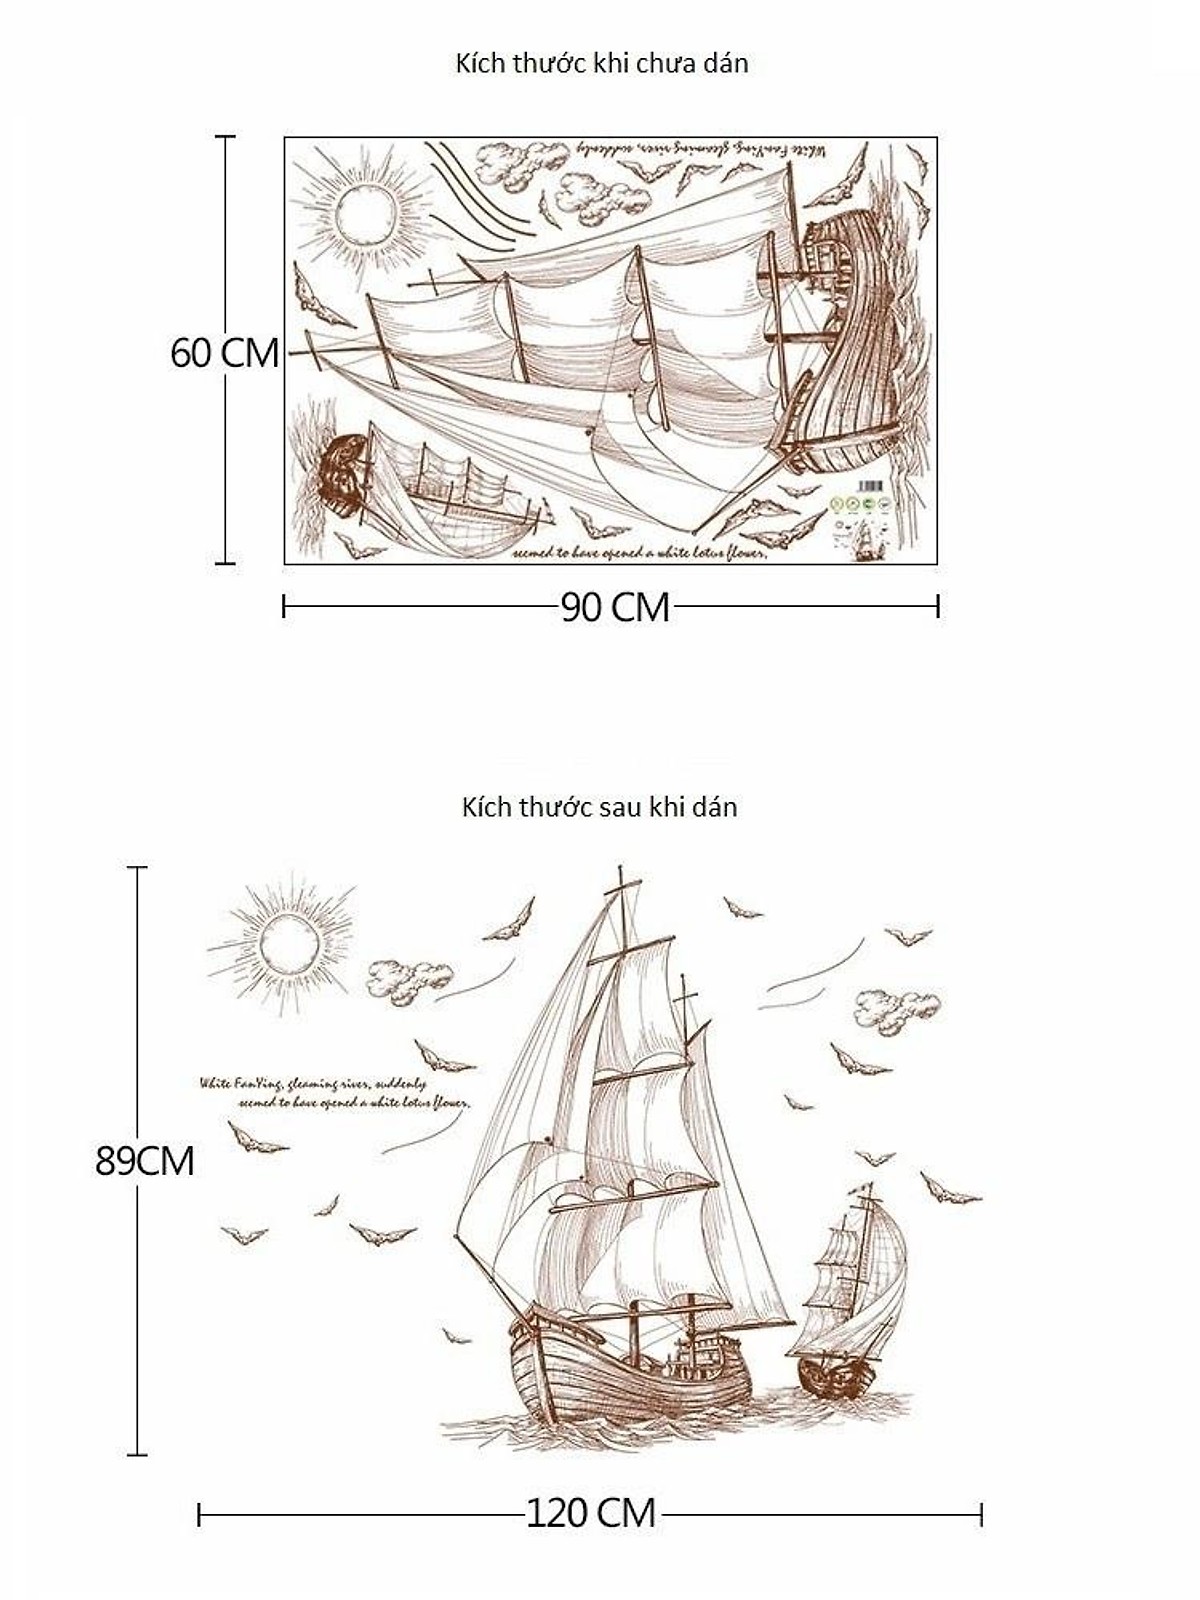 Kích thước khi chưa dán
White FanYing, gleaming river, suddenly
60 CM
seemed to have opened a white lotus flower,
90 CM
Kích thước sau khi dán
White FanYing, gleaming river, suddenly
seemed to have opened a white lotus flower,
89CM
120 CM